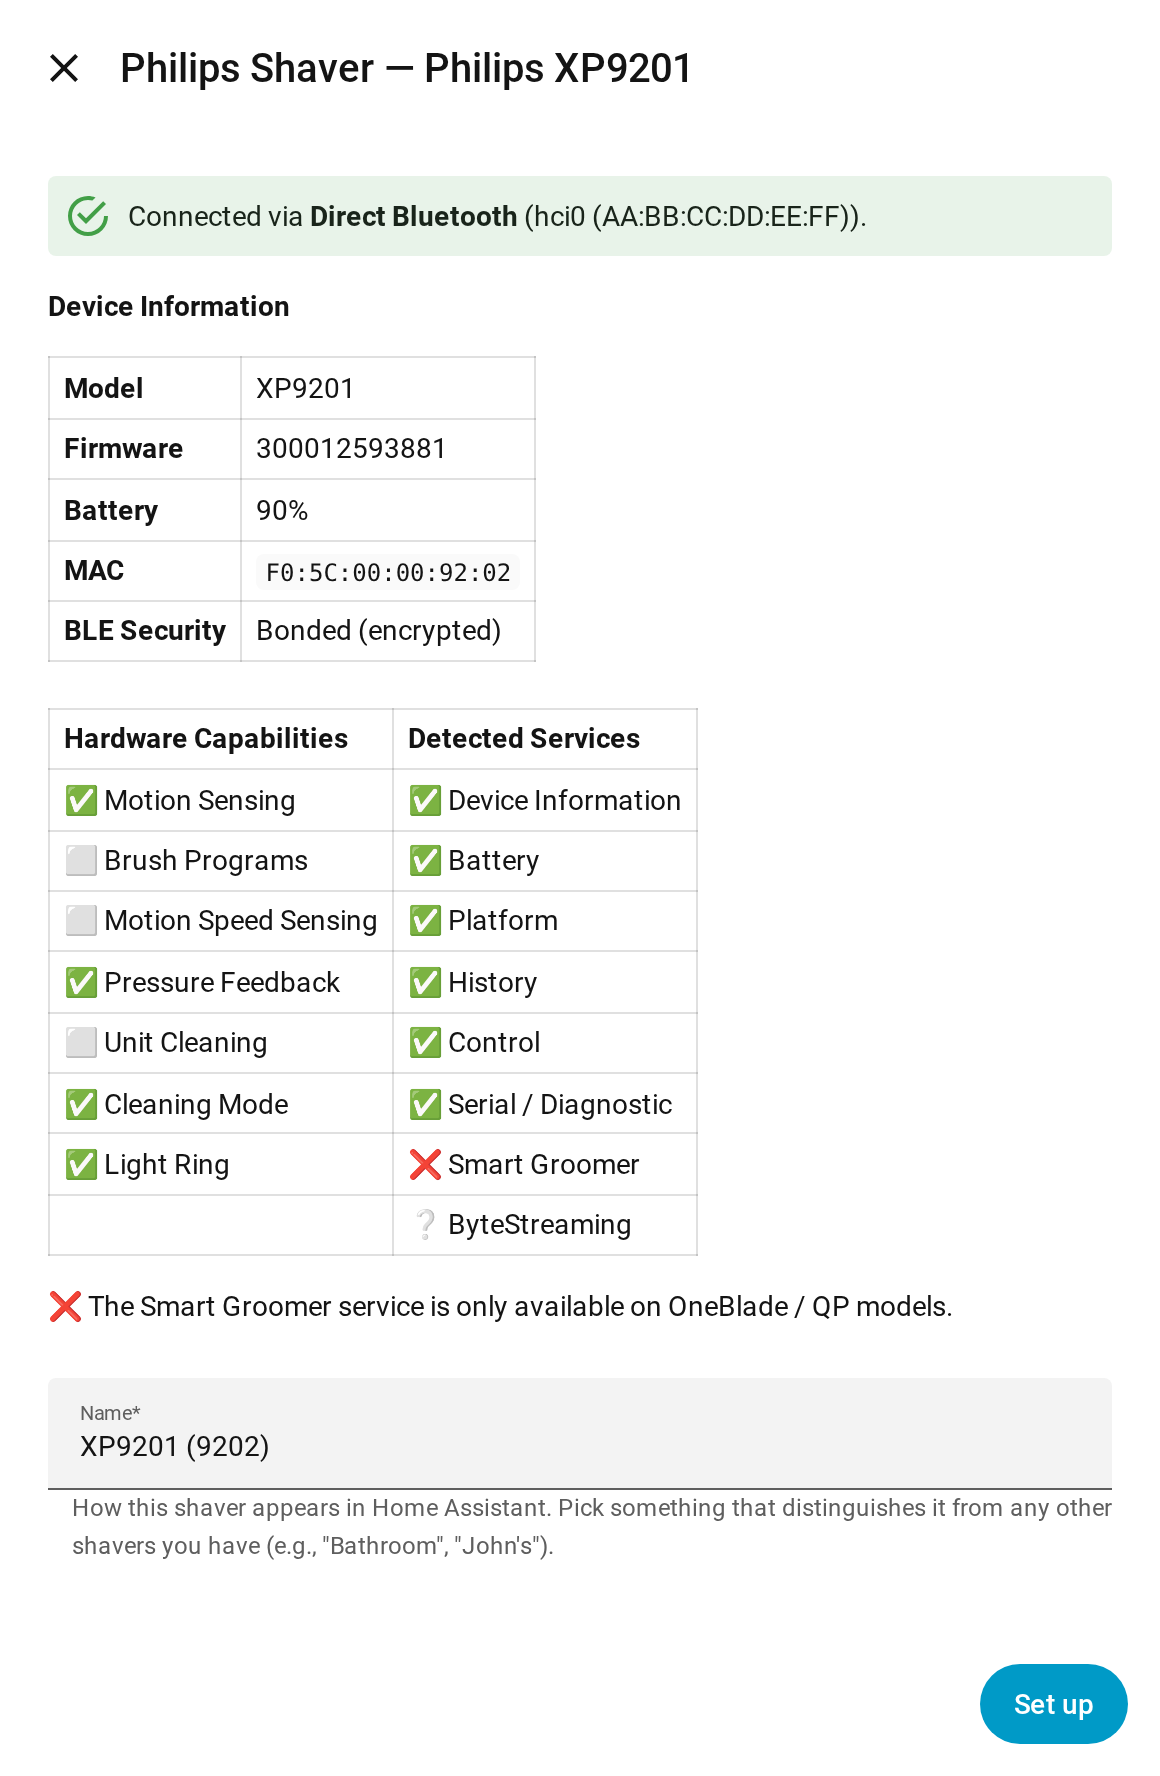 Philips Shaver — Philips XP9201
Connected via Direct Bluetooth (hci0 (AA:BB:CC:DD:EE:FF)).
Device Information
Model XP9201
Firmware 300012593881
Battery 90%
MAC F0:5C:00:00:92:02
BLE Security Bonded (encrypted)
Hardware Capabilities Detected Services
✅ Motion Sensing ✅ Device Information
⬜ Brush Programs ✅ Battery
⬜ Motion Speed Sensing ✅ Platform
✅ Pressure Feedback ✅ History
⬜ Unit Cleaning ✅ Control
✅ Cleaning Mode ✅ Serial / Diagnostic
✅ Light Ring ❌ Smart Groomer
❔ ByteStreaming
❌ The Smart Groomer service is only available on OneBlade / QP models.
Name*
XP9201 (9202)
How this shaver appears in Home Assistant. Pick something that distinguishes it from any other
shavers you have (e.g., "Bathroom", "John's").
Set up